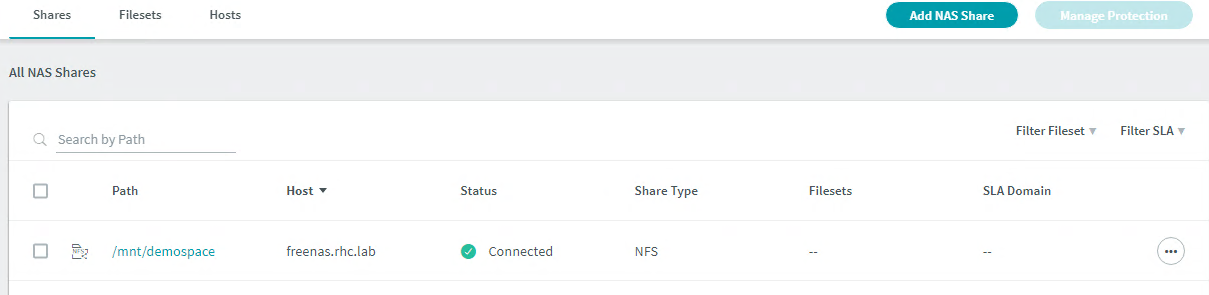 Shares Filesets Hosts Add NAS Share Manage Protection
All NAS Shares
Search by Path Filter Fileset Filter SLA
Path Host Status Share Type Filesets SLA Domain
NFS /mnt/demospace freenas.rhc.lab Connected NFS -- --